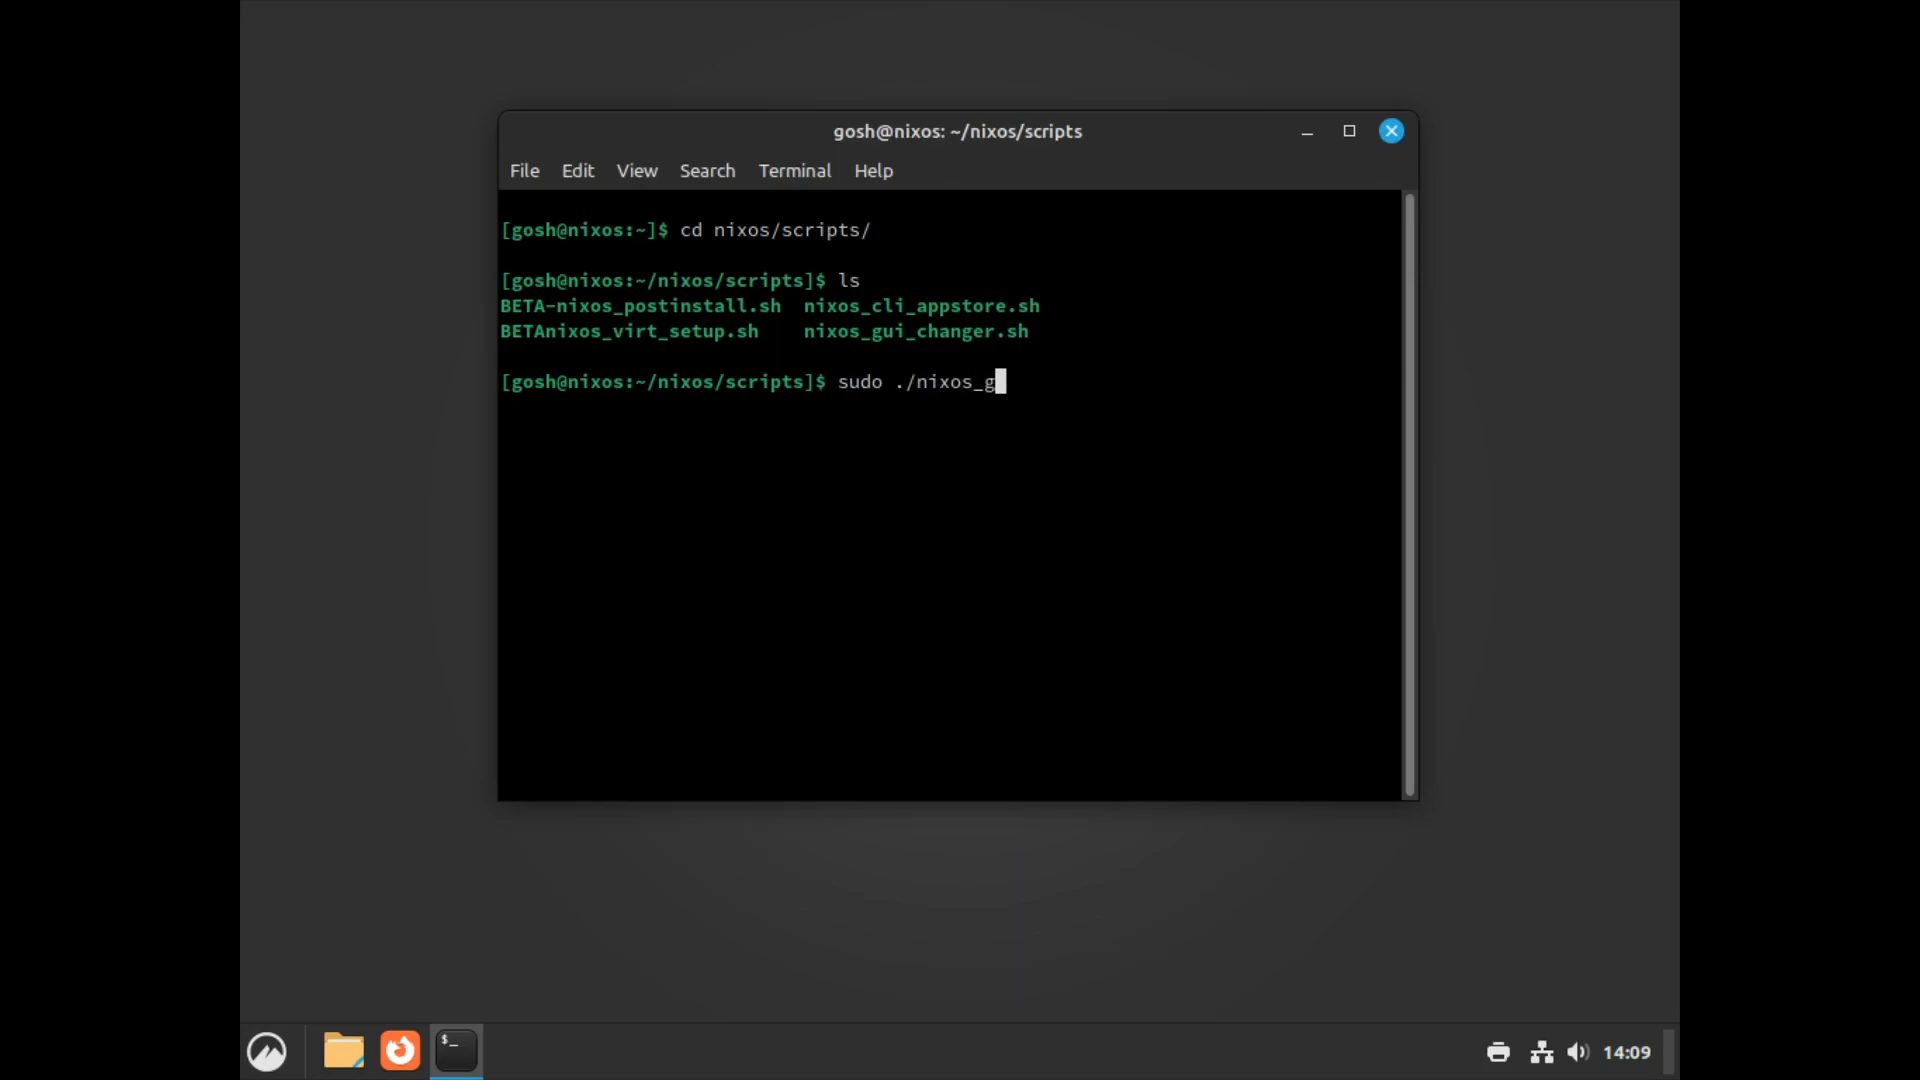 gosh@nixos: ~/nixos/scripts
File Edit View Search Terminal Help
[gosh@nixos:~]$ cd nixos/scripts/
[gosh@nixos:~/nixos/scripts]$ ls
BETA-nixos_postinstall.sh nixos_cli_appstore.sh
BETAnixos_virt_setup.sh nixos_gui_changer.sh
[gosh@nixos:~/nixos/scripts]$ sudo ./nixos_g
$_
14:09